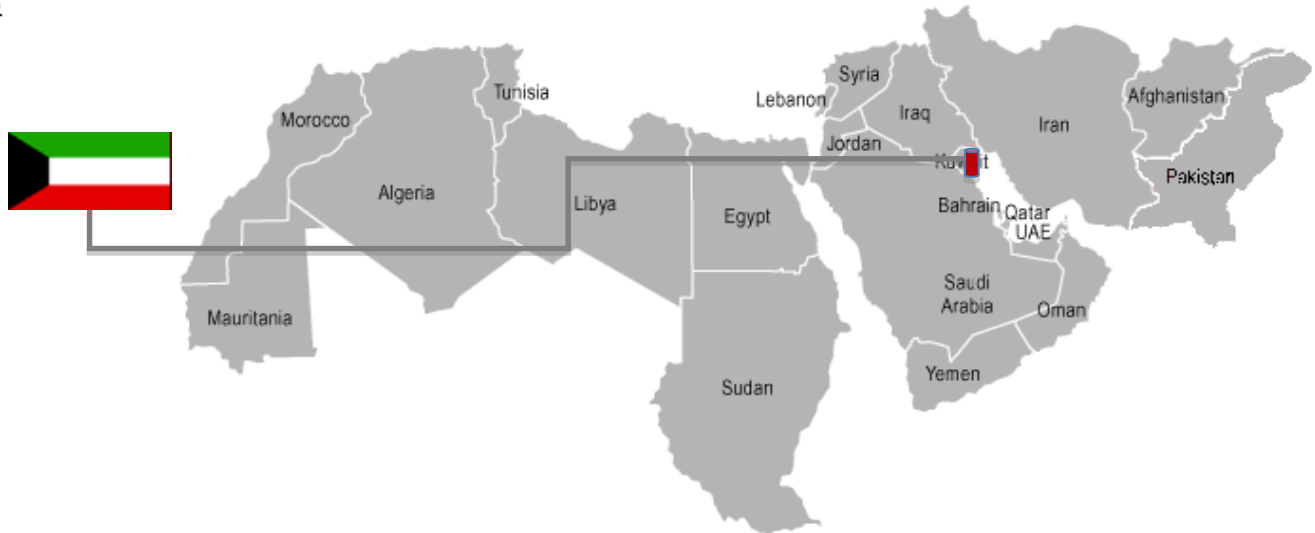 Syria
Tunisia
Lebanon
Afghanistan
Iraq
Morocco
Iran
Jordan
Kuwait
Pakistan
Algeria
Libya
Bahrain
Qatar
Egypt
UAE
Saudi
Arabia
Oman
Mauritania
Yemen
Sudan